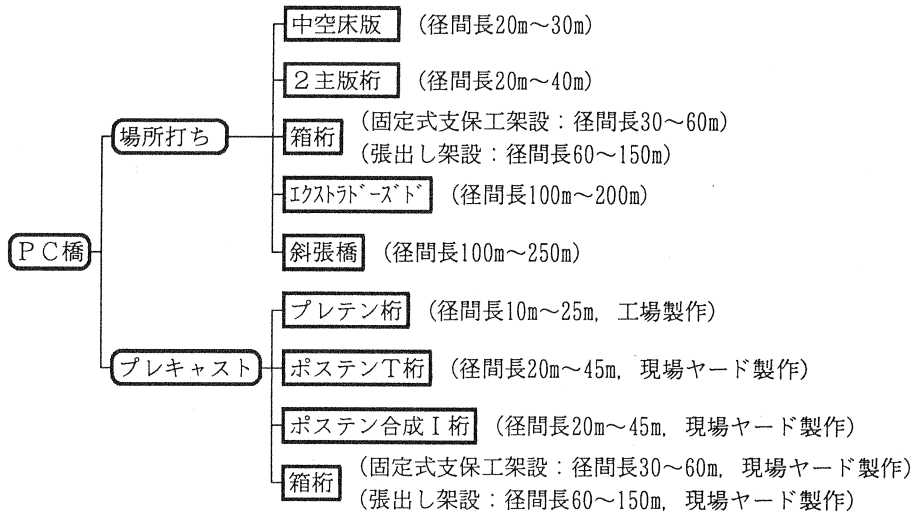 中空床版 (径間長20m～30m)
2主版桁 (径間長20m～40m)
場所打ち
箱桁 (固定式支保工架設：径間長30～60m)
(張出し架設：径間長60～150m)
ｴｸｽﾄﾗﾄﾞｰｽﾞﾄﾞ (径間長100m～200m)
PC橋
斜張橋 (径間長100m～250m)
プレテン桁 (径間長10m～25m, 工場製作)
プレキャスト
ポステンT桁 (径間長20m～45m, 現場ヤード製作)
ポステン合成I桁 (径間長20m～45m, 現場ヤード製作)
箱桁 (固定式支保工架設：径間長30～60m, 現場ヤード製作)
(張出し架設：径間長60～150m, 現場ヤード製作)